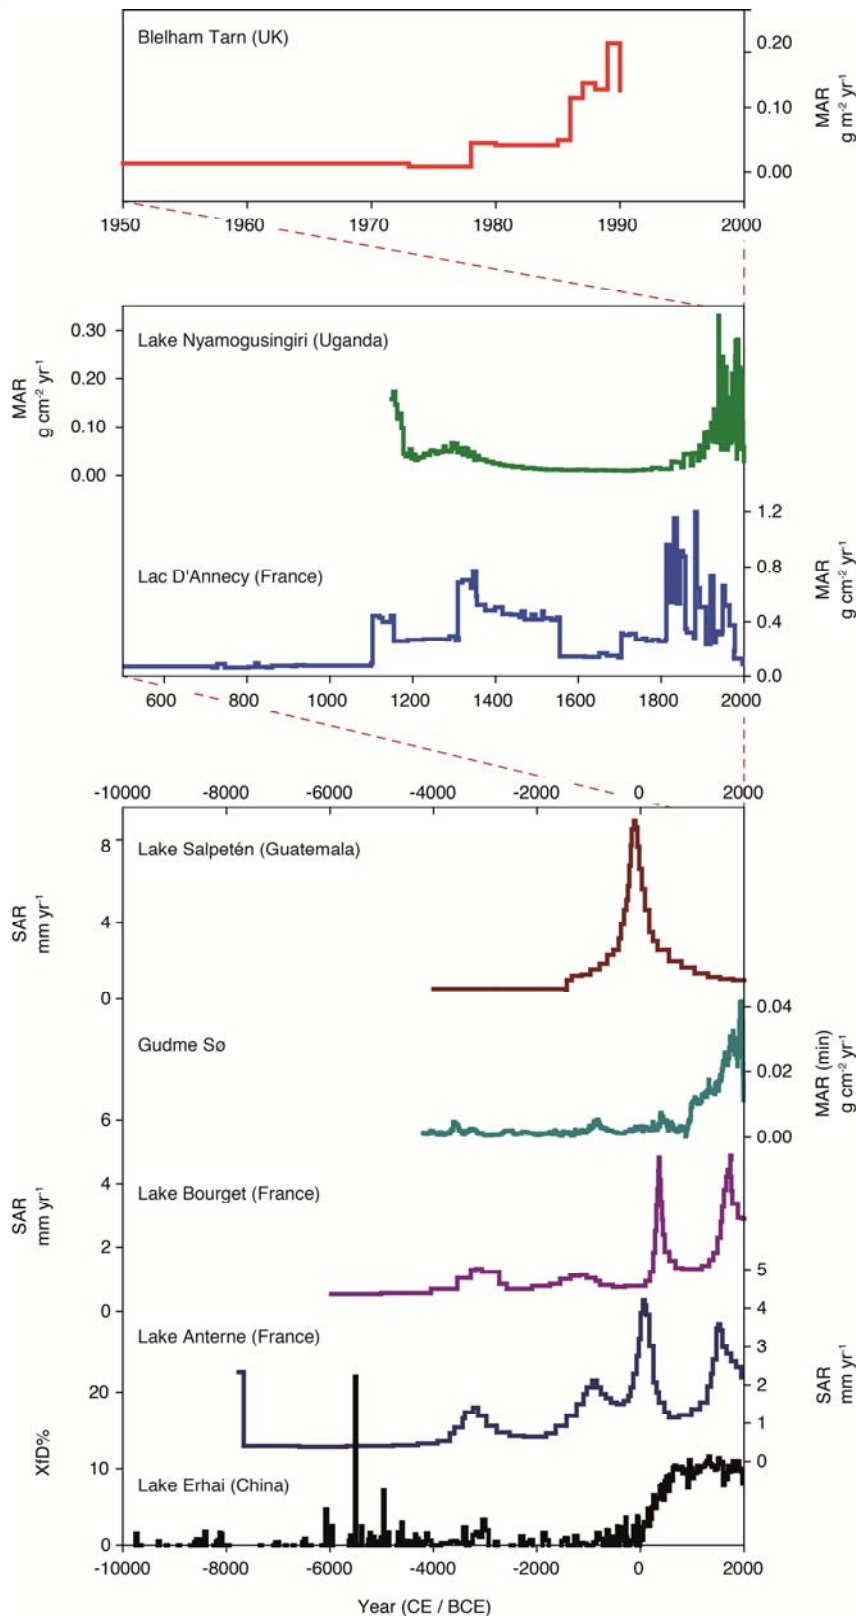 Blelham Tarn (UK)
0.20
0.10
0.00
MAR
g m⁻² yr⁻¹
1950 1960 1970 1980 1990 2000
Lake Nyamogusingiri (Uganda)
0.30
0.20
0.10
0.00
MAR
g cm⁻² yr⁻¹
Lac D'Annecy (France)
1.2
0.8
0.4
0.0
MAR
g cm⁻² yr⁻¹
600 800 1000 1200 1400 1600 1800 2000
-10000 -8000 -6000 -4000 -2000 0 2000
Lake Salpetén (Guatemala)
8
4
0
SAR
mm yr⁻¹
Gudme Sø
0.04
0.02
0.00
MAR (min)
g cm⁻² yr⁻¹
Lake Bourget (France)
6
4
2
0
SAR
mm yr⁻¹
Lake Anterne (France)
5
4
3
2
1
0
SAR
mm yr⁻¹
Lake Erhai (China)
20
10
0
XfD%
-10000 -8000 -6000 -4000 -2000 0 2000
Year (CE / BCE)